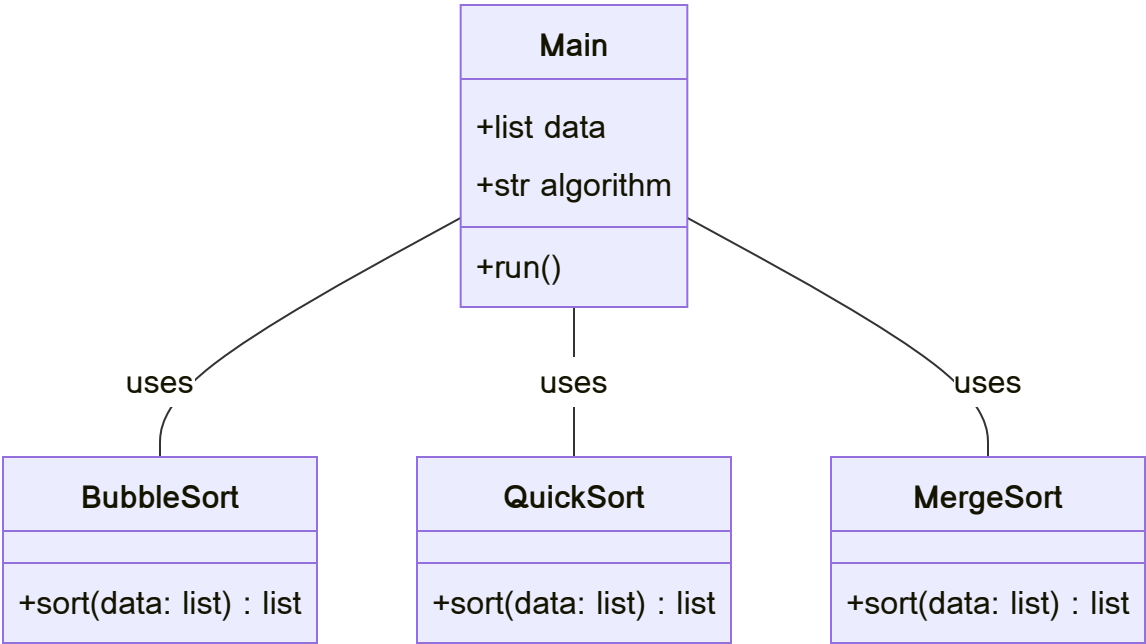 Main
+list data
+str algorithm
+run()
uses
uses
uses
BubbleSort
+sort(data: list) : list
QuickSort
+sort(data: list) : list
MergeSort
+sort(data: list) : list